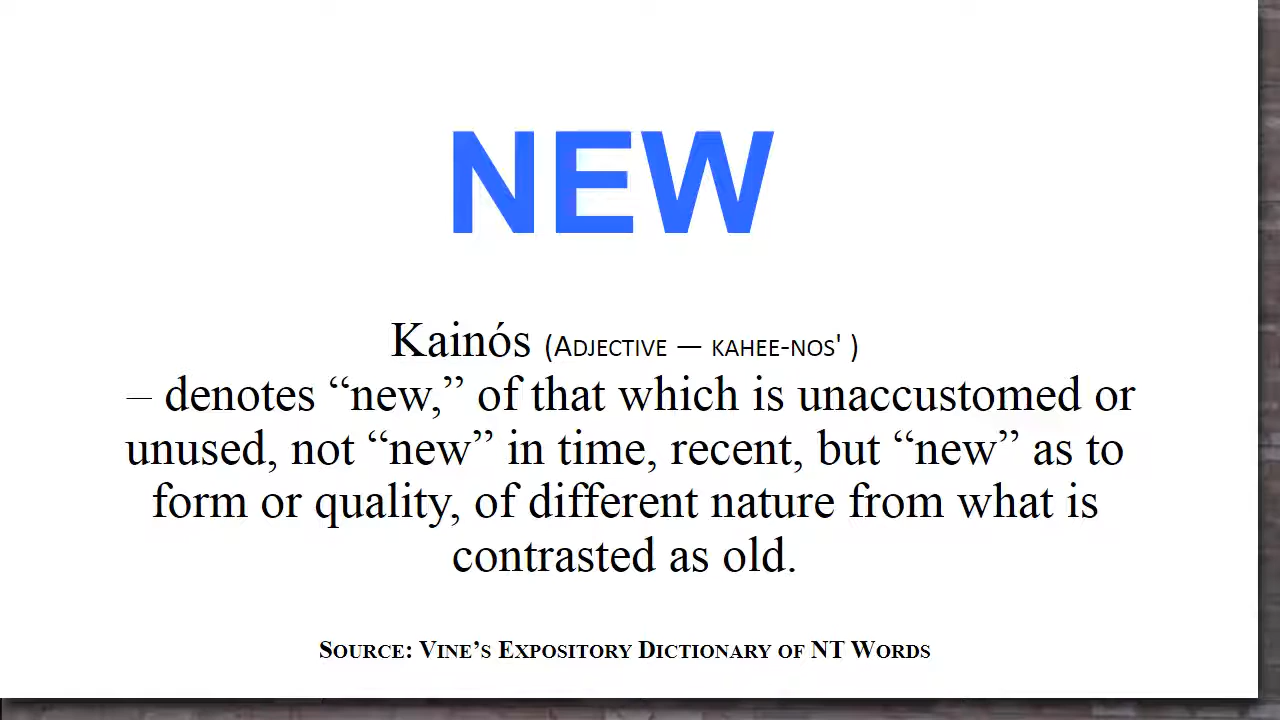 NEW
Kainós (Adjective — kahee-nos' )
– denotes “new,” of that which is unaccustomed or
unused, not “new” in time, recent, but “new” as to
form or quality, of different nature from what is
contrasted as old.
Source: Vine’s Expository Dictionary of NT Words